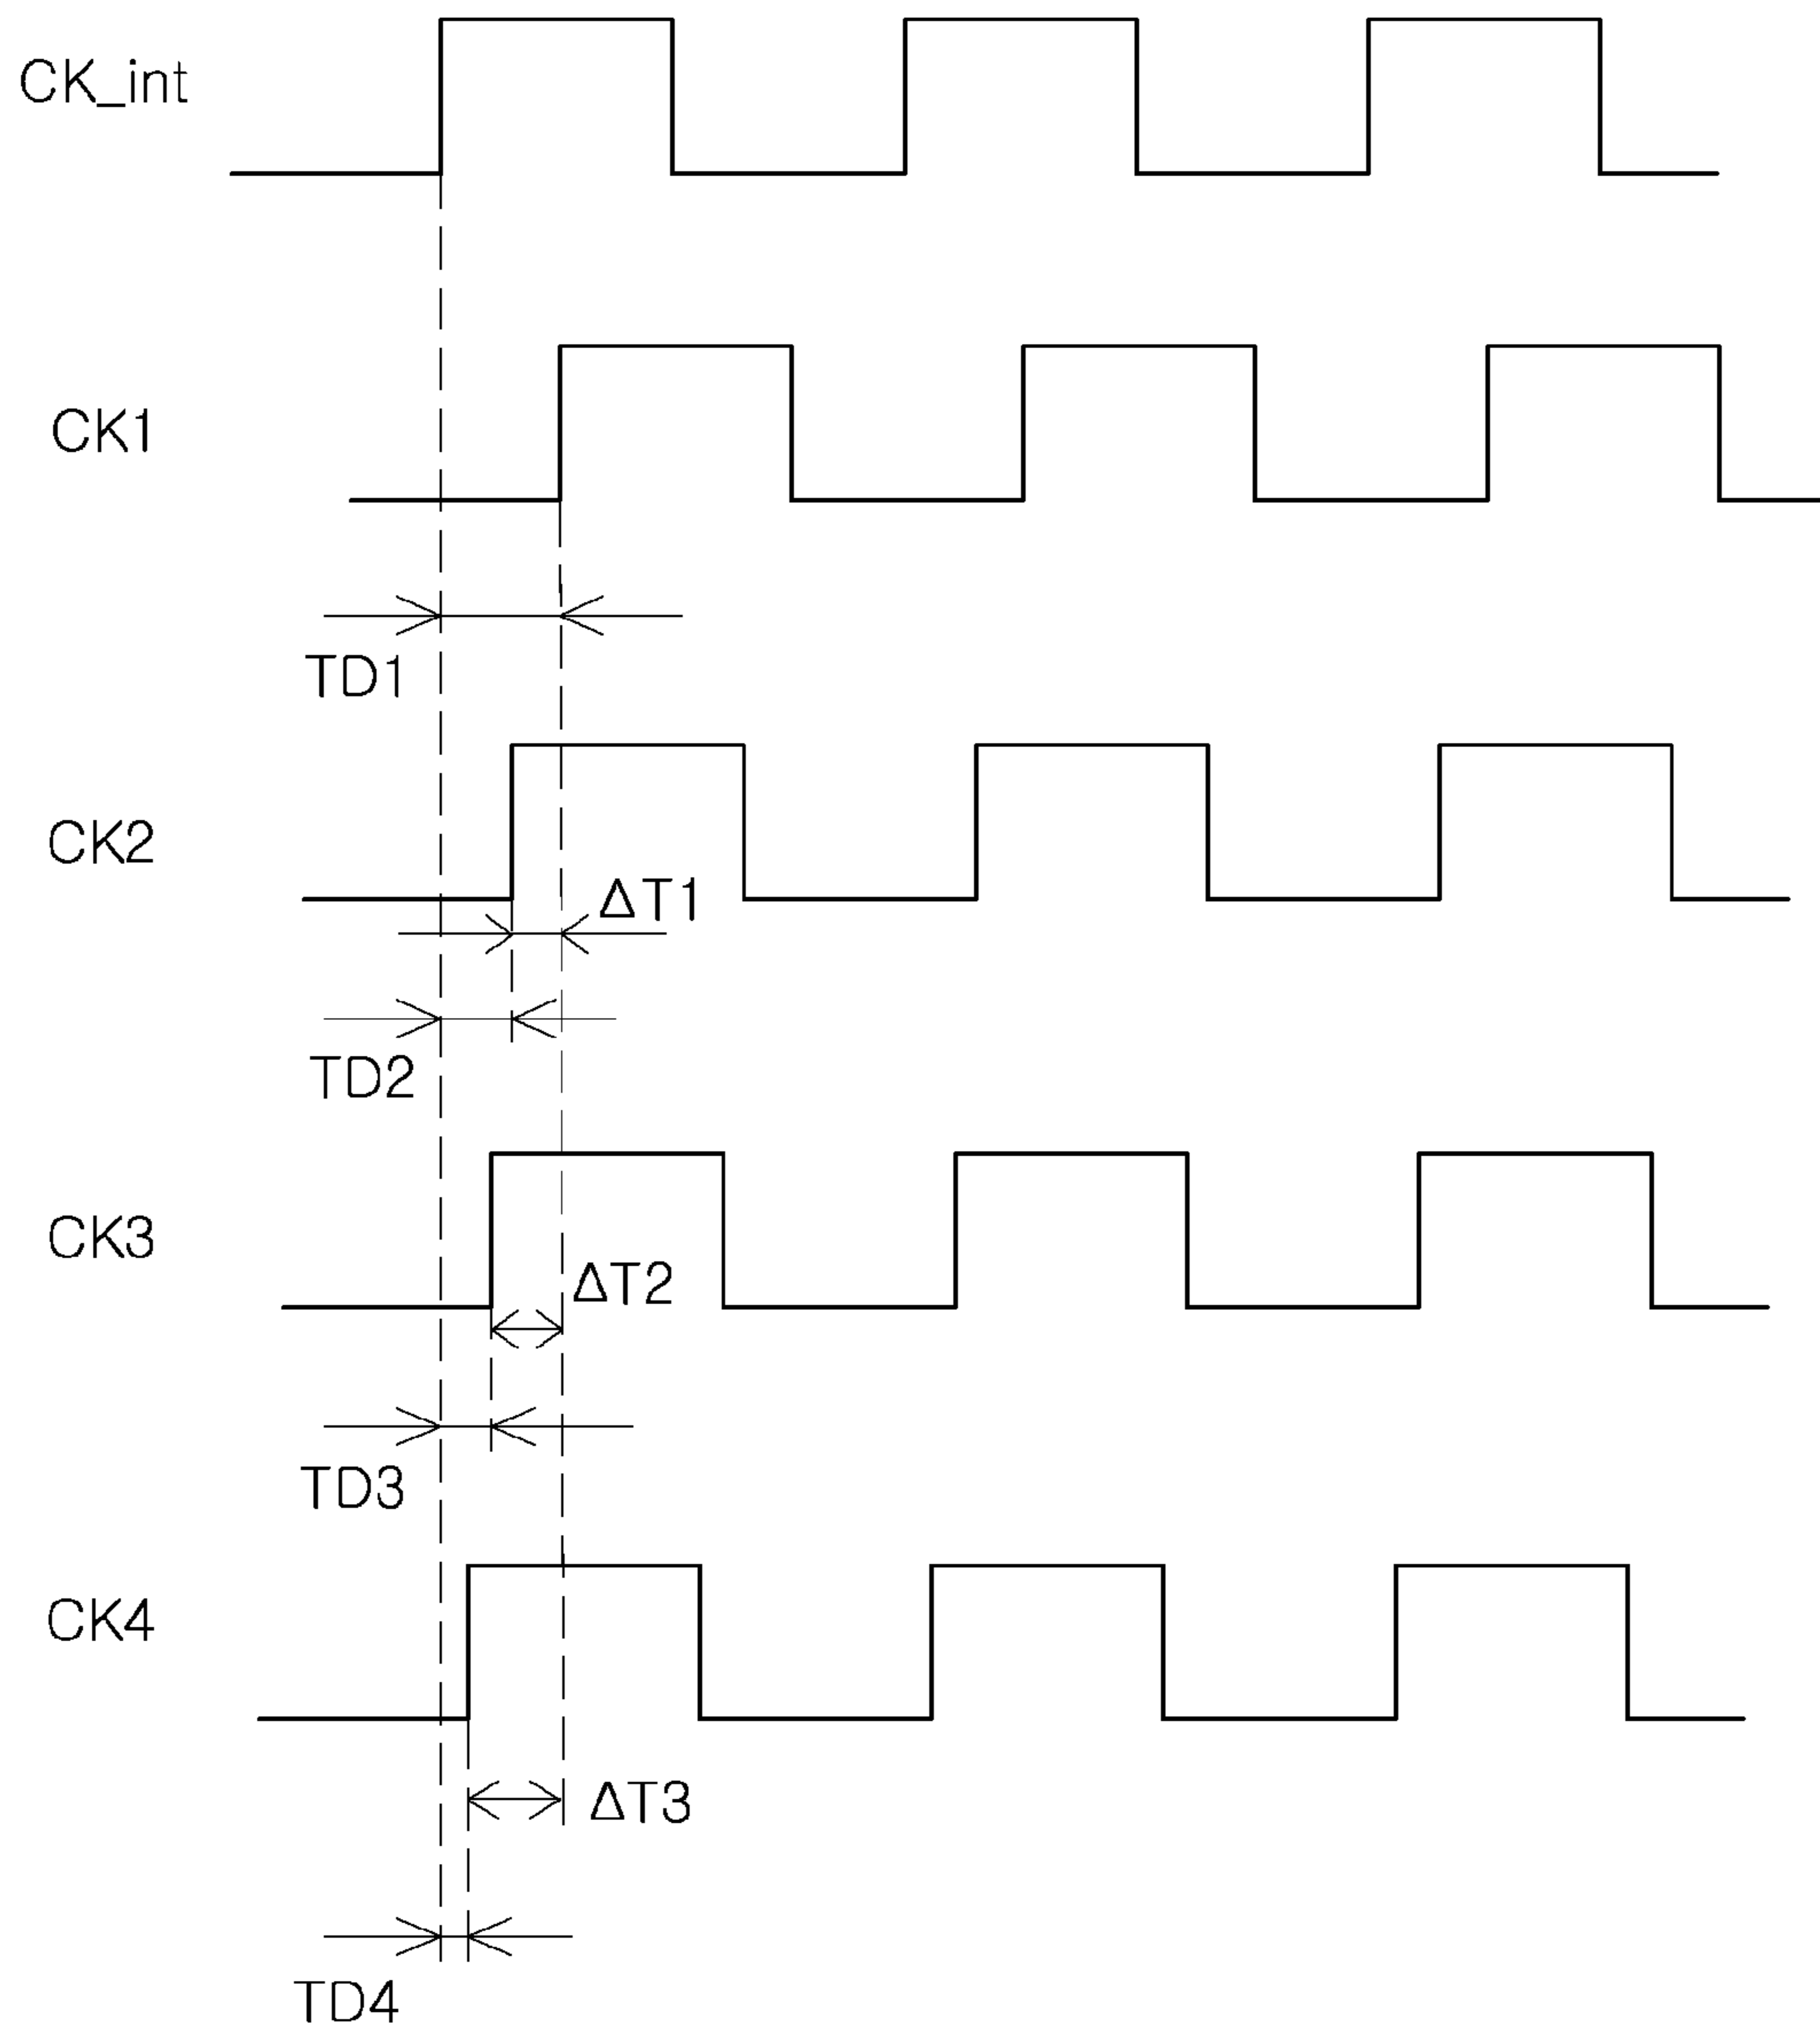 CK_int
CK1
TD1
CK2
ΔT1
TD2
CK3
ΔT2
TD3
CK4
ΔT3
TD4